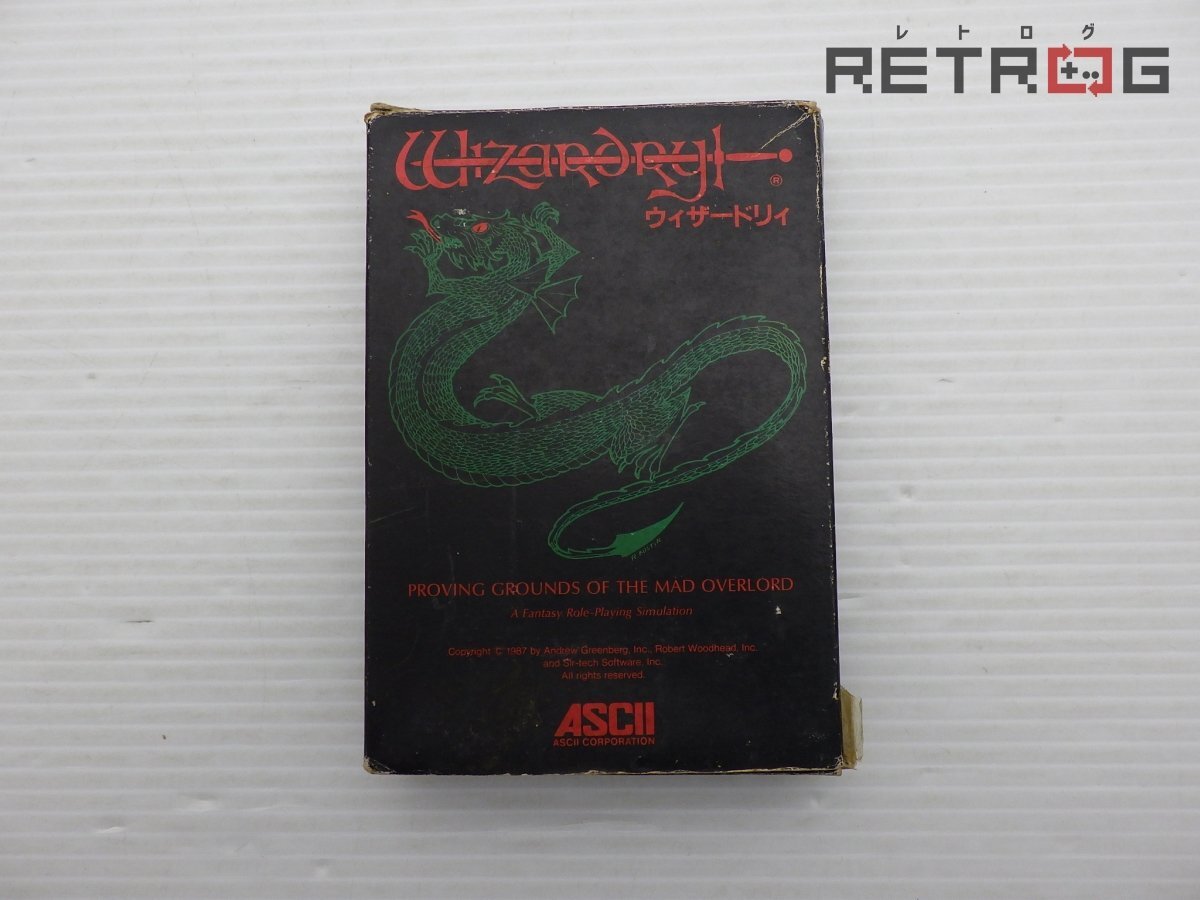 レトログ
RETROG
Wizardry
®
ウィザードリィ
PROVING GROUNDS OF THE MAD OVERLORD
A Fantasy Role-Playing Simulation
Copyright © 1987 by Andrew Greenberg, Inc., Robert Woodhead, Inc.
and Sir-tech Software, Inc.
All rights reserved.
ASCII
ASCII CORPORATION